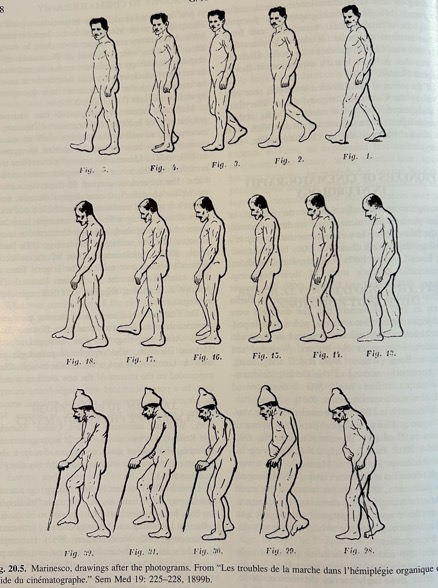 8
Fig. 5. Fig. 4. Fig. 3. Fig. 2. Fig. 1.
Fig. 18. Fig. 17. Fig. 16. Fig. 15. Fig. 14. Fig. 13.
Fig. 32. Fig. 31. Fig. 30. Fig. 29. Fig. 28.
g. 20.5. Marinesco, drawings after the photograms. From “Les troubles de la marche dans l’hémiplégie organique
ide du cinématographe.” Sem Med 19: 225–228, 1899b.